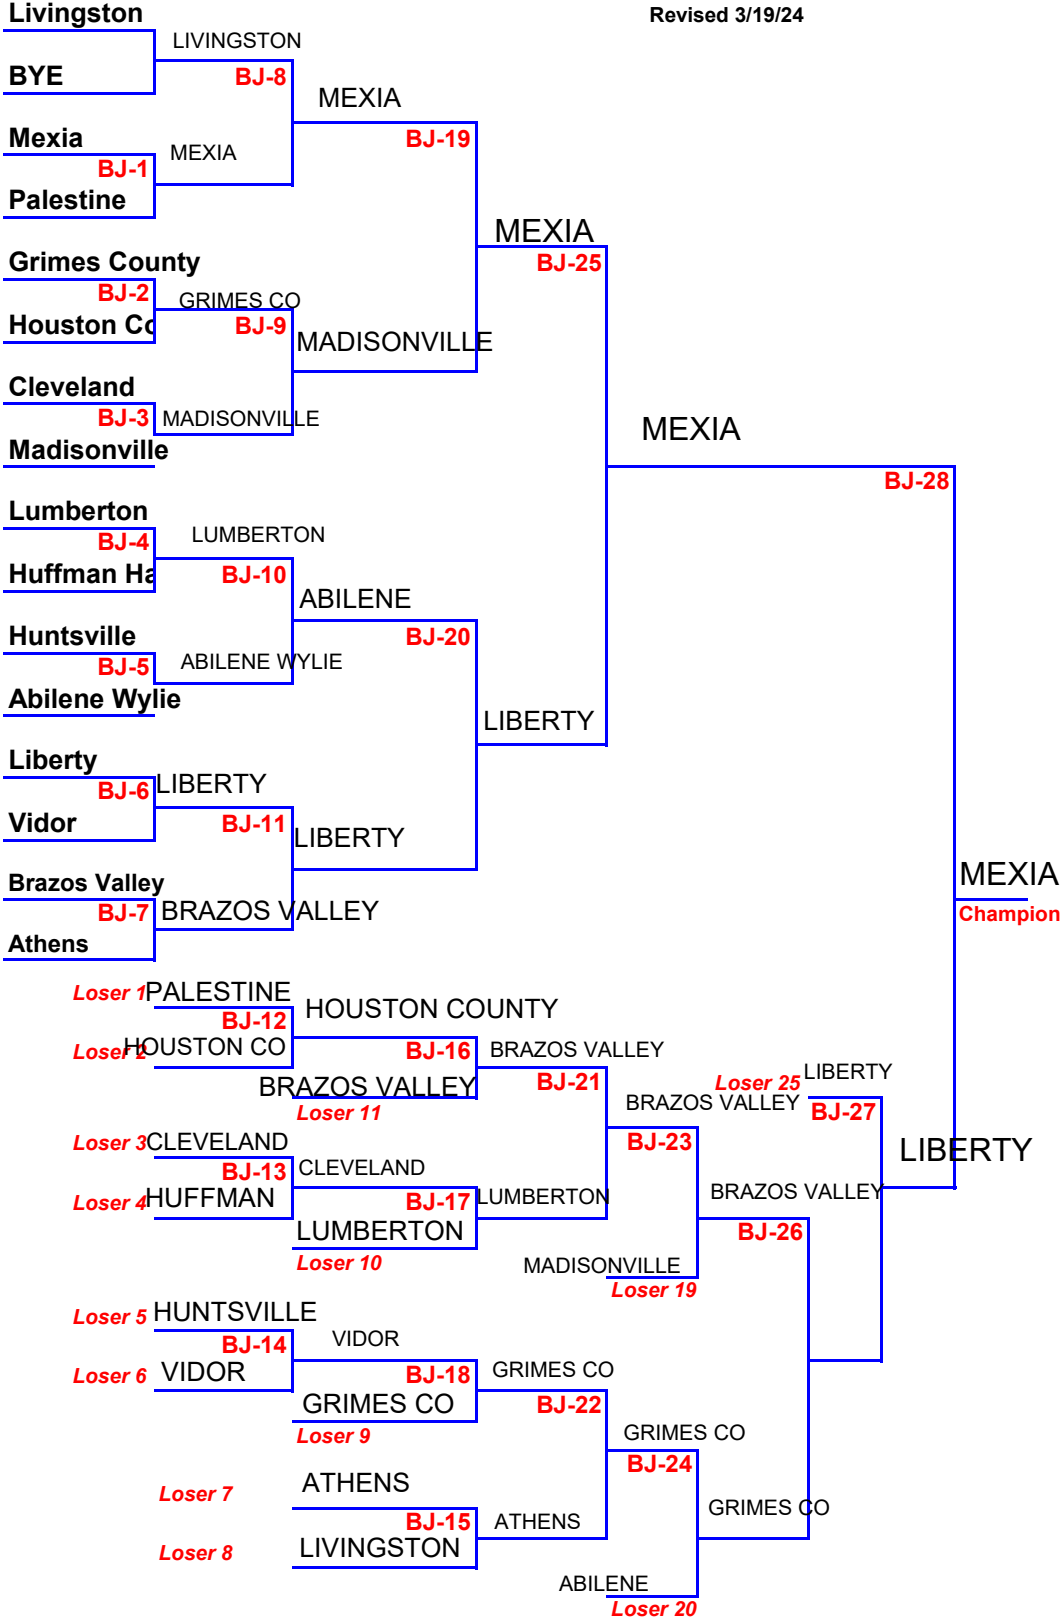 Livingston
Revised 3/19/24
LIVINGSTON
BYE
BJ-8
MEXIA
Mexia
BJ-19
BJ-1
MEXIA
Palestine
MEXIA
Grimes County
BJ-25
BJ-2
GRIMES CO
Houston Co
BJ-9
MADISONVILLE
Cleveland
BJ-3
MADISONVILLE
MEXIA
Madisonville
BJ-28
Lumberton
LUMBERTON
BJ-4
Huffman Ha
BJ-10
ABILENE
Huntsville
BJ-20
BJ-5
ABILENE WYLIE
Abilene Wylie
LIBERTY
Liberty
BJ-6
LIBERTY
Vidor
BJ-11
LIBERTY
Brazos Valley
MEXIA
BJ-7
BRAZOS VALLEY
Champion
Athens
Loser 1
PALESTINE
HOUSTON COUNTY
BJ-12
Loser 2
HOUSTON CO
BJ-16
BRAZOS VALLEY
BRAZOS VALLEY
BJ-21
Loser 25
LIBERTY
Loser 11
BRAZOS VALLEY
BJ-27
Loser 3
CLEVELAND
BJ-23
LIBERTY
BJ-13
CLEVELAND
Loser 4
HUFFMAN
BJ-17
LUMBERTON
BRAZOS VALLEY
LUMBERTON
BJ-26
Loser 10
MADISONVILLE
Loser 19
Loser 5
HUNTSVILLE
BJ-14
VIDOR
Loser 6
VIDOR
BJ-18
GRIMES CO
GRIMES CO
BJ-22
Loser 9
GRIMES CO
BJ-24
Loser 7
ATHENS
GRIMES CO
BJ-15
ATHENS
Loser 8
LIVINGSTON
ABILENE
Loser 20